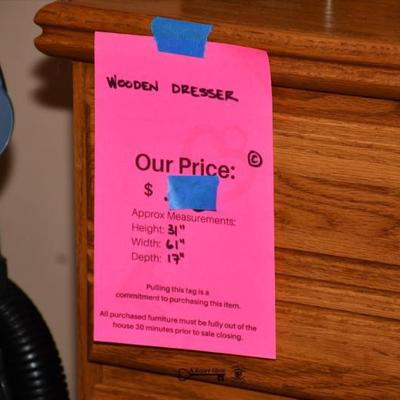 WOODEN DRESSER
Our Price: ©
$
Approx Measurements:
Height: 31"
Width: 61"
Depth: 17"
Pulling this tag is a
commitment to purchasing this item.
All purchased furniture must be fully out of the
house 30 minutes prior to sale closing.